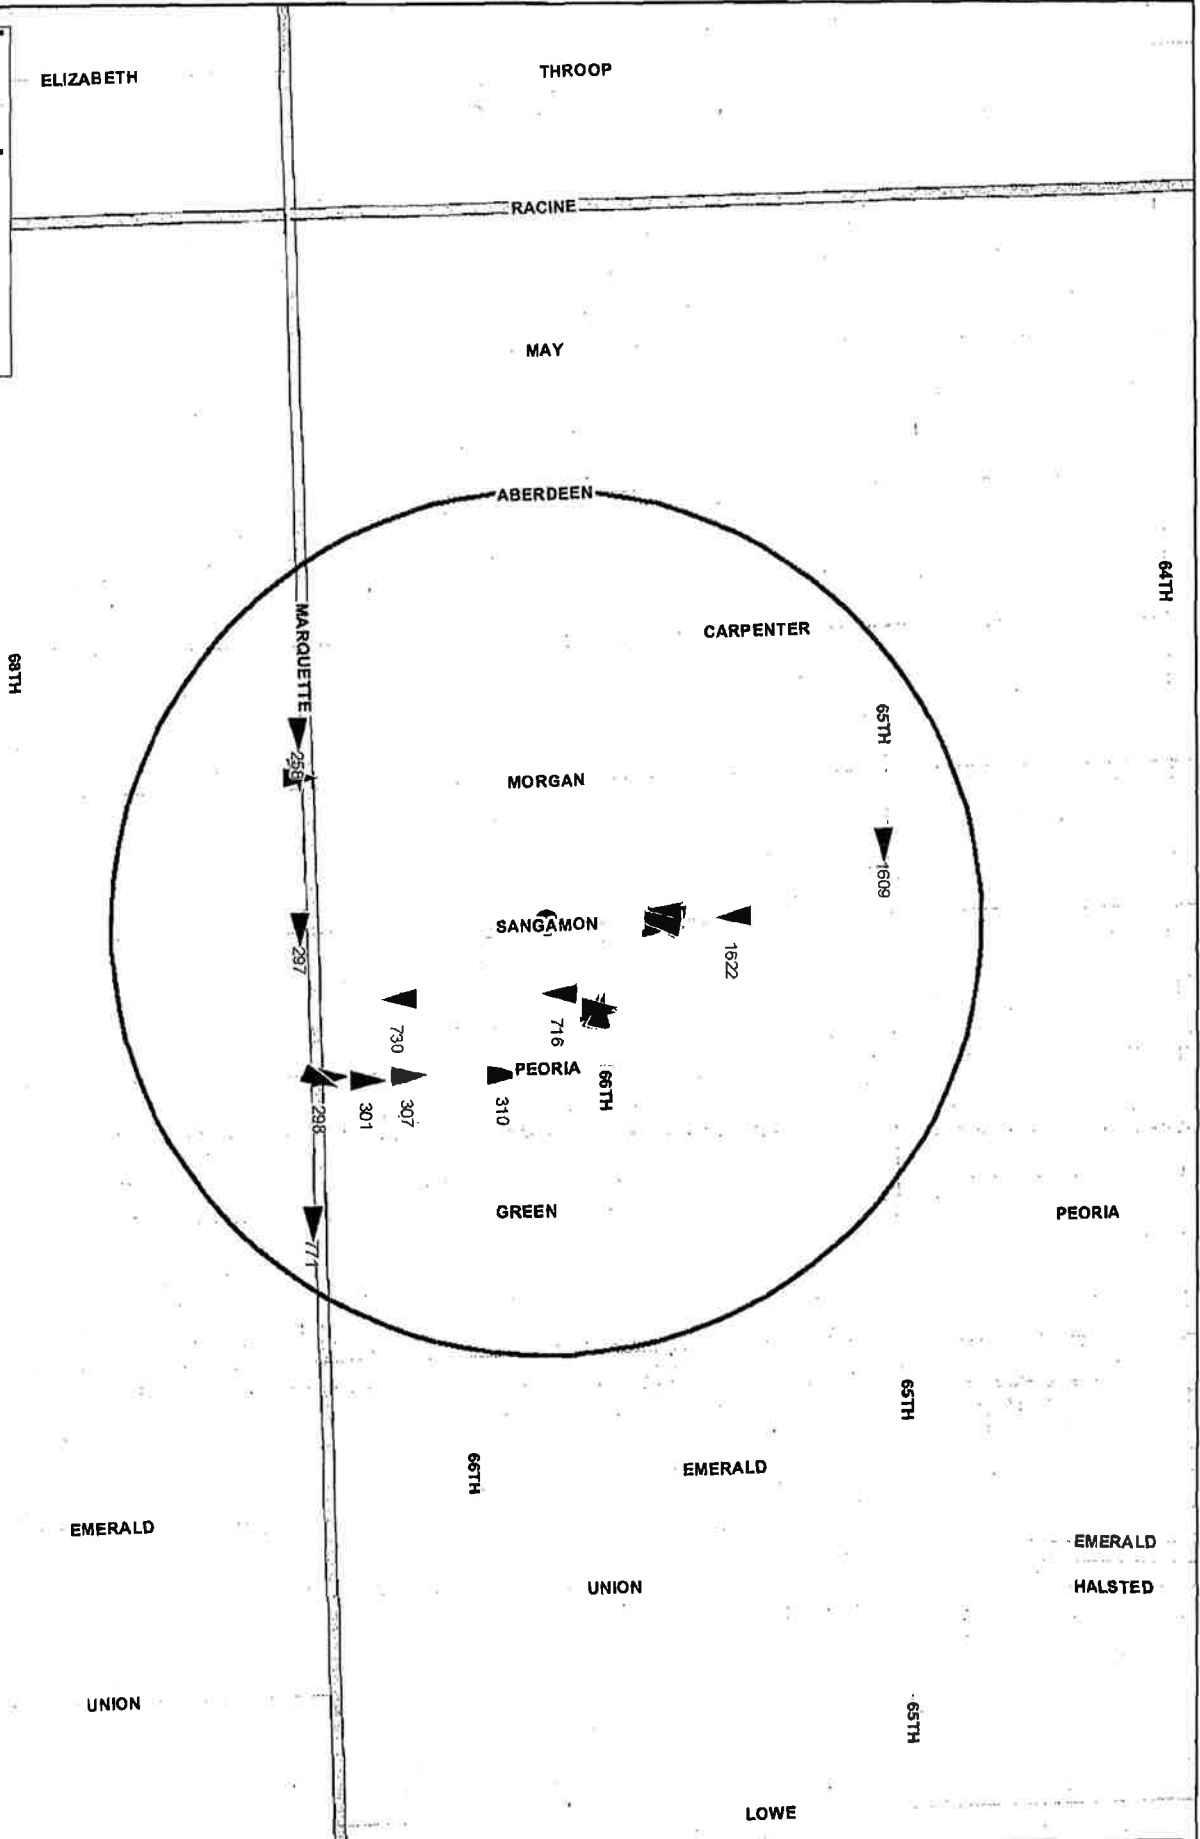 ELIZABETH
THROOP
RACINE
MAY
ABERDEEN
64TH
CARPENTER
MARQUETTE
68TH
65TH
MORGAN
1609
SANGAMON
1622
297
730
716
PEORIA
66TH
298
301
307
310
GREEN
PEORIA
771
65TH
66TH
EMERALD
EMERALD
EMERALD
UNION
HALSTED
UNION
65TH
LOWE